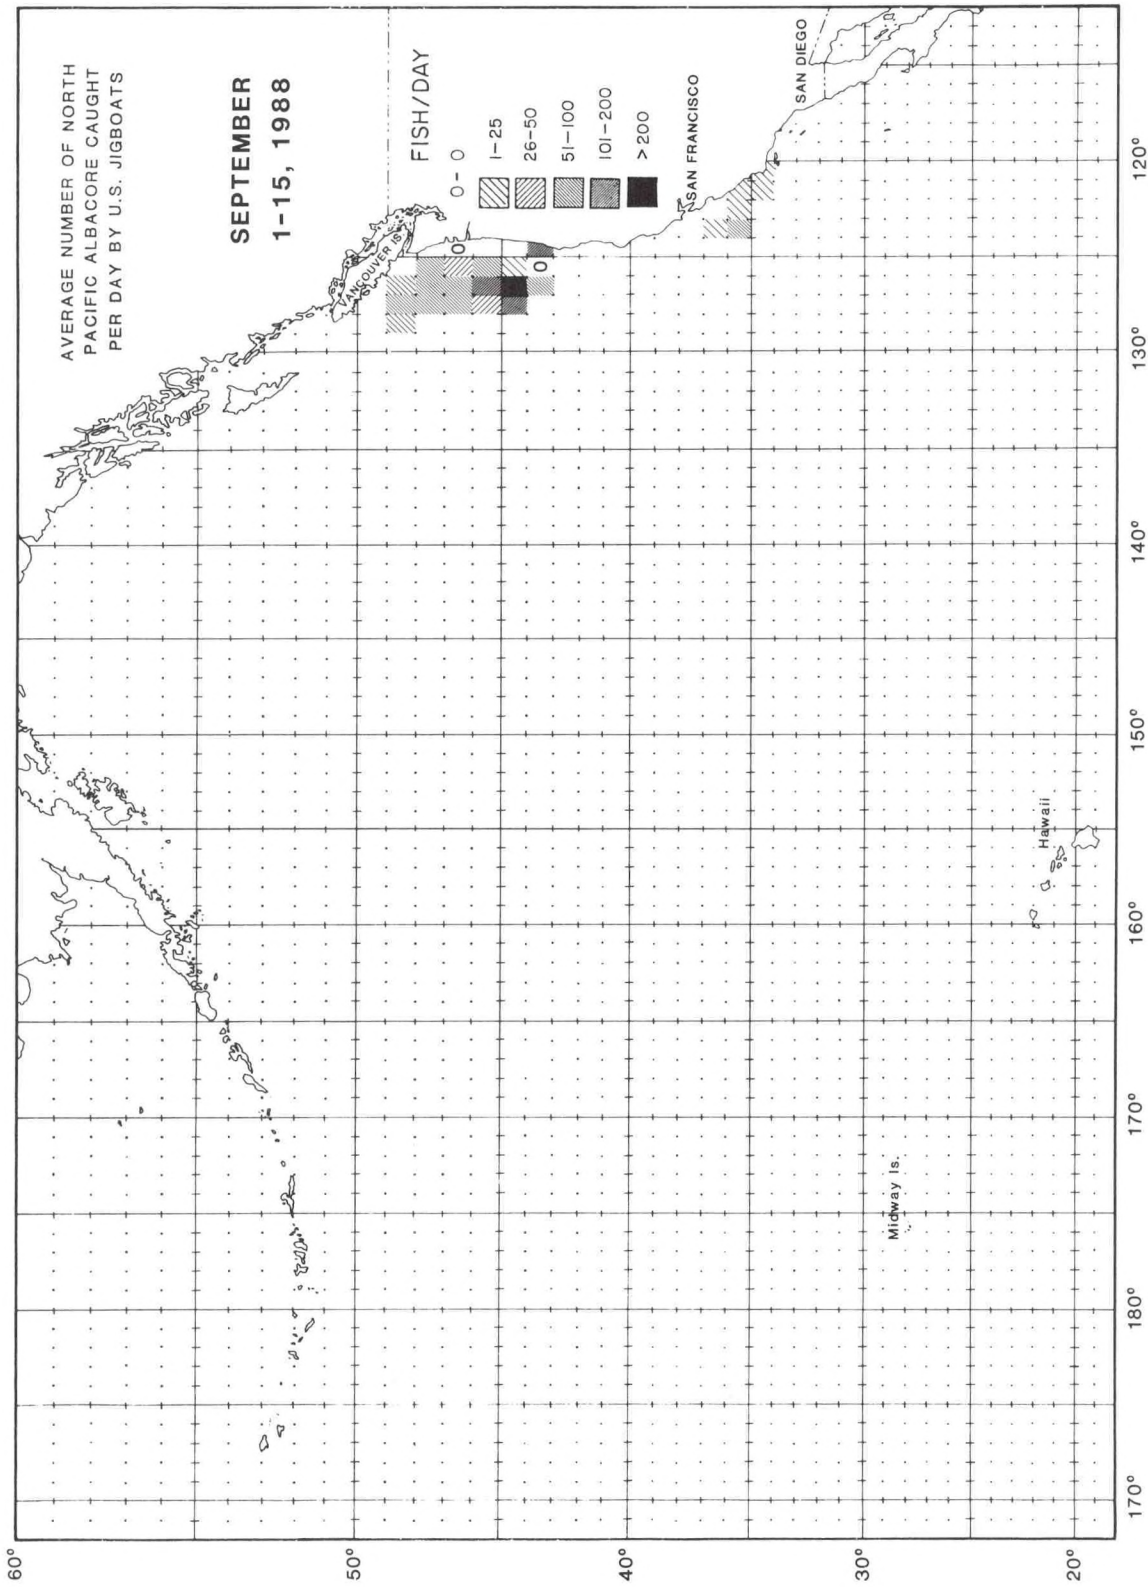 AVERAGE NUMBER OF NORTH
PACIFIC ALBACORE CAUGHT
PER DAY BY U.S. JIGBOATS
SEPTEMBER
1-15, 1988
FISH/DAY
0-0
1-25
26-50
51-100
101-200
>200
VANCOUVER IS.
0
0
SAN FRANCISCO
SAN DIEGO
Hawaii
Midway Is.
60°
50°
40°
30°
20°
170°
180°
170°
160°
150°
140°
130°
120°